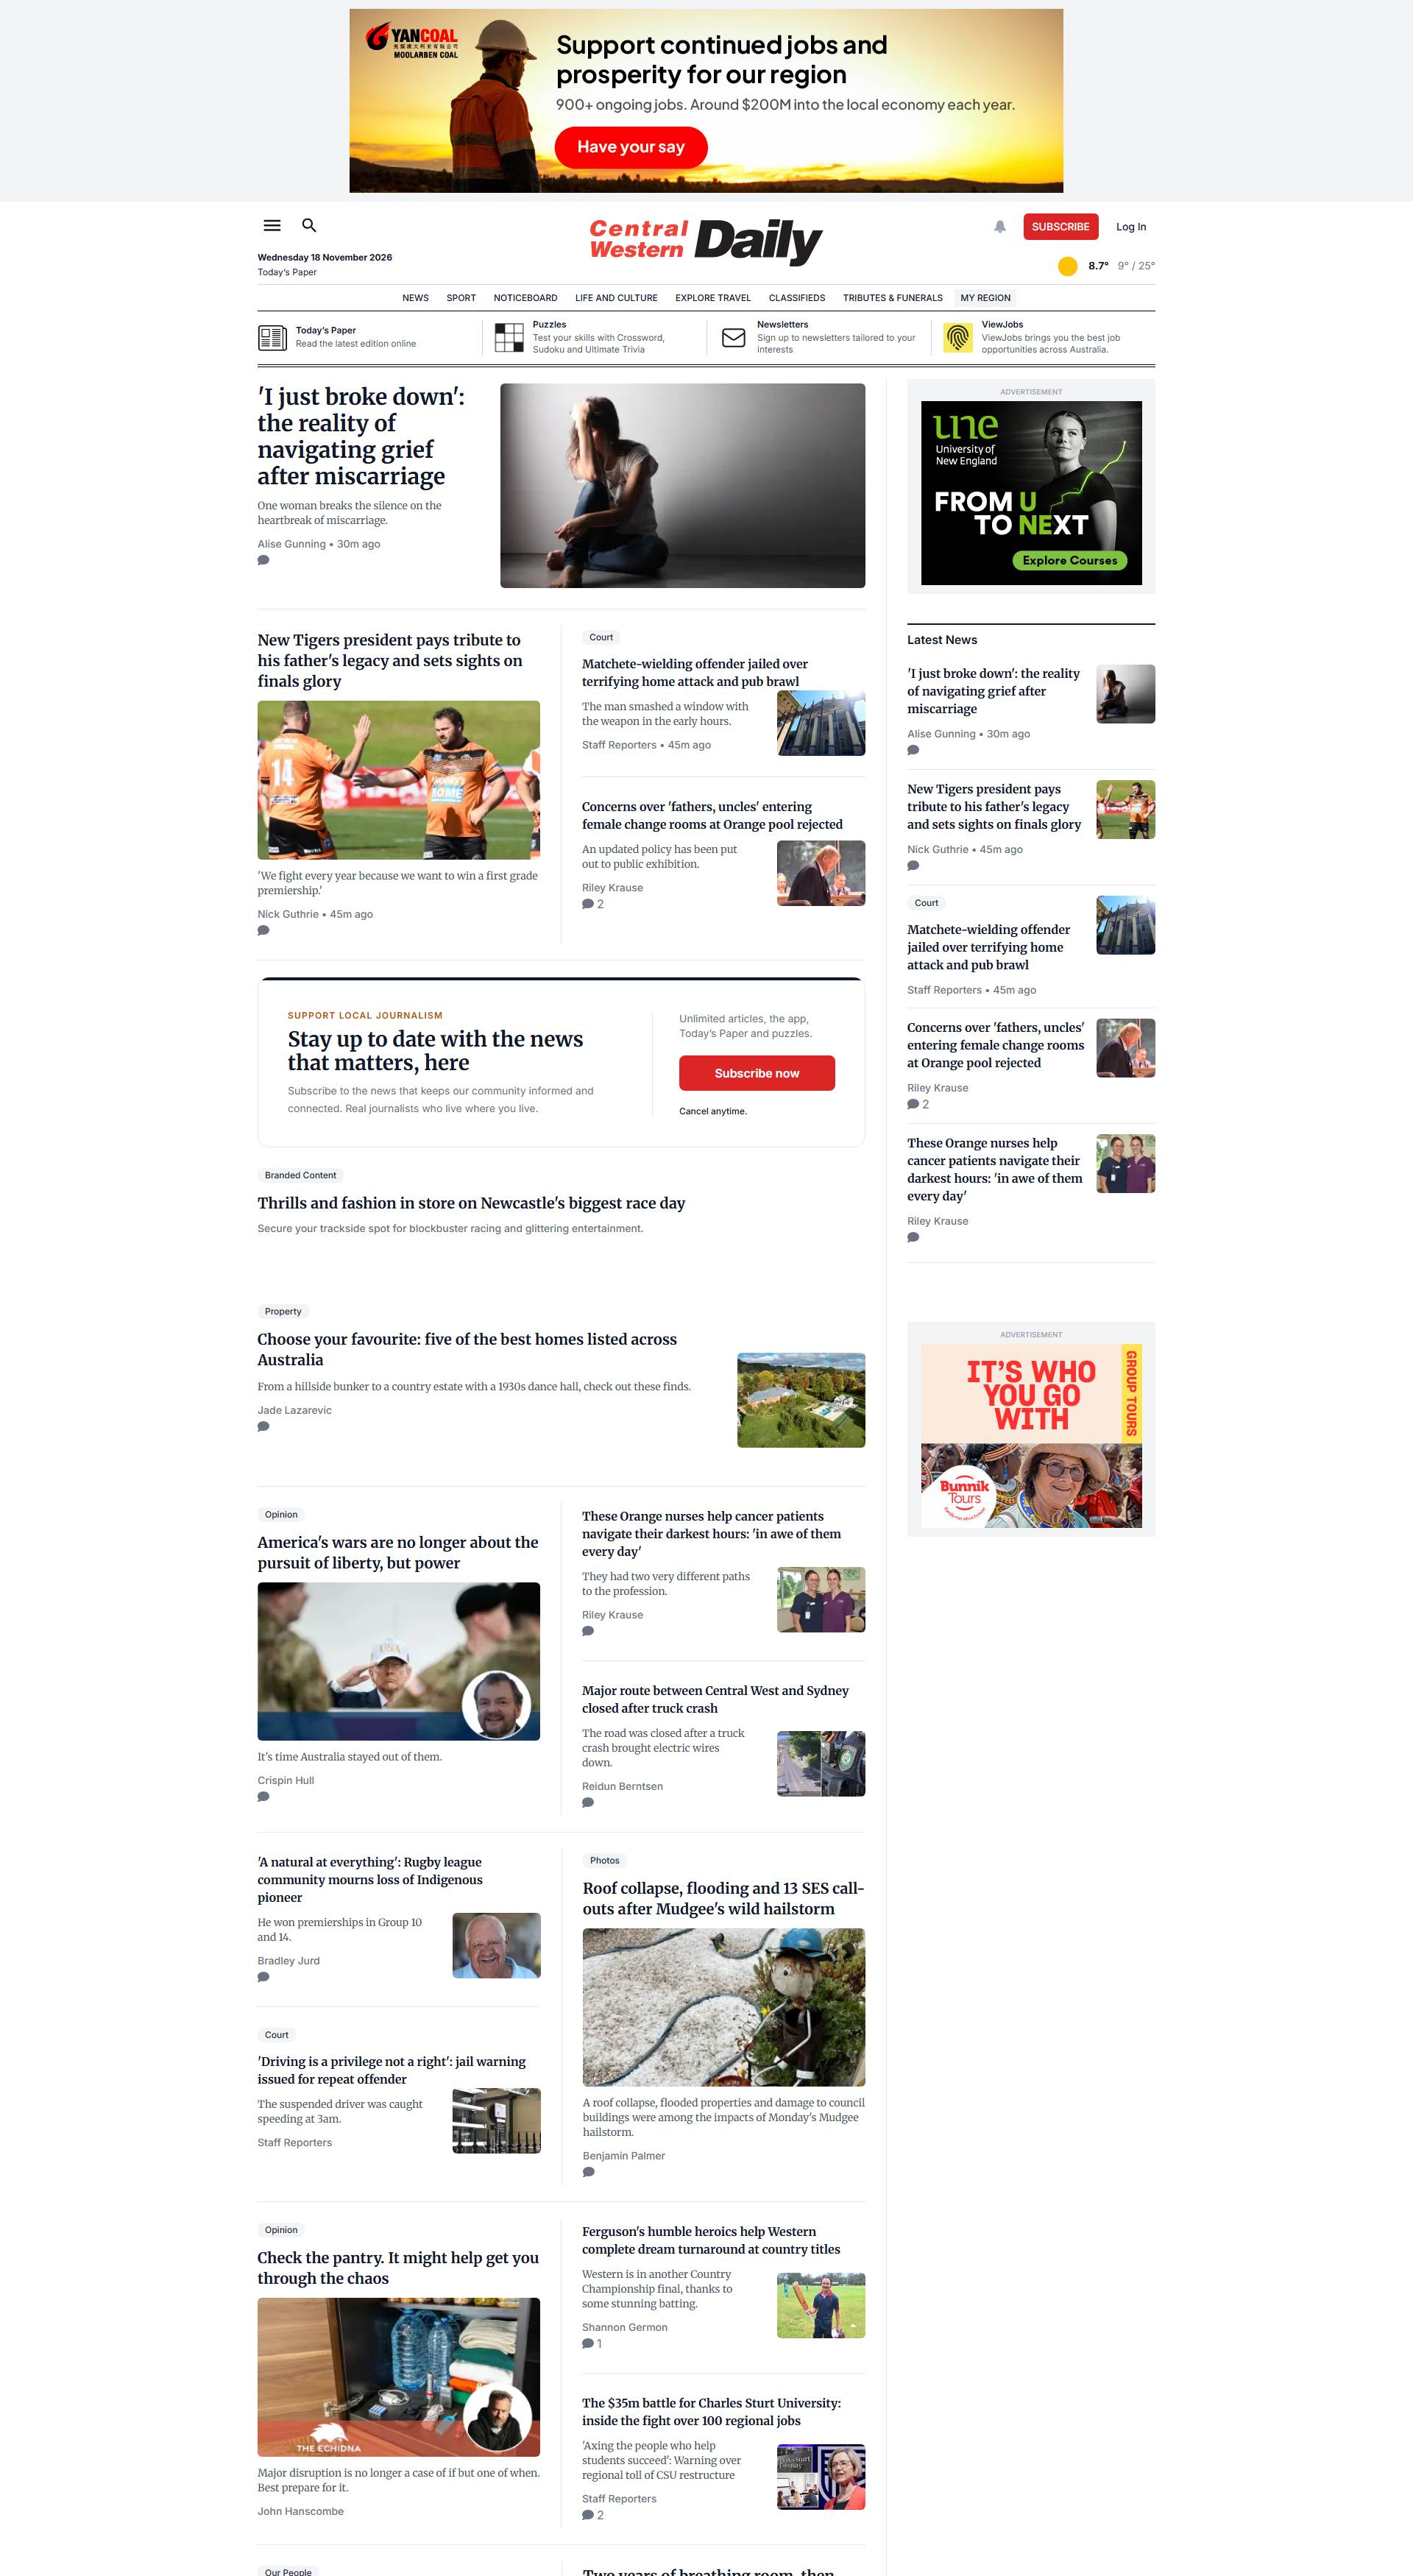 YANCOAL
MOOLARBEN COAL
Support continued jobs and
prosperity for our region
900+ ongoing jobs. Around $200M into the local economy each year.
Have your say
Central
Western
Daily
SUBSCRIBE
Log In
Wednesday 18 November 2026
Today's Paper
8.7° 9° / 25°
NEWS SPORT NOTICEBOARD LIFE AND CULTURE EXPLORE TRAVEL CLASSIFIEDS TRIBUTES & FUNERALS MY REGION
Today's Paper
Read the latest edition online
Puzzles
Test your skills with Crossword,
Sudoku and Ultimate Trivia
Newsletters
Sign up to newsletters tailored to your
interests
ViewJobs
ViewJobs brings you the best job
opportunities across Australia.
'I just broke down':
the reality of
navigating grief
after miscarriage
One woman breaks the silence on the
heartbreak of miscarriage.
Alise Gunning • 30m ago
New Tigers president pays tribute to
his father's legacy and sets sights on
finals glory
14
HOME
'We fight every year because we want to win a first grade
premiership.'
Nick Guthrie • 45m ago
Court
Matchete-wielding offender jailed over
terrifying home attack and pub brawl
The man smashed a window with
the weapon in the early hours.
Staff Reporters • 45m ago
Concerns over 'fathers, uncles' entering
female change rooms at Orange pool rejected
An updated policy has been put
out to public exhibition.
Riley Krause
2
SUPPORT LOCAL JOURNALISM
Stay up to date with the news
that matters, here
Subscribe to the news that keeps our community informed and
connected. Real journalists who live where you live.
Unlimited articles, the app,
Today's Paper and puzzles.
Subscribe now
Cancel anytime.
Branded Content
Thrills and fashion in store on Newcastle's biggest race day
Secure your trackside spot for blockbuster racing and glittering entertainment.
Property
Choose your favourite: five of the best homes listed across
Australia
From a hillside bunker to a country estate with a 1930s dance hall, check out these finds.
Jade Lazarevic
Opinion
America's wars are no longer about the
pursuit of liberty, but power
USA
It's time Australia stayed out of them.
Crispin Hull
These Orange nurses help cancer patients
navigate their darkest hours: 'in awe of them
every day'
They had two very different paths
to the profession.
Riley Krause
Major route between Central West and Sydney
closed after truck crash
The road was closed after a truck
crash brought electric wires
down.
Reidun Berntsen
'A natural at everything': Rugby league
community mourns loss of Indigenous
pioneer
He won premierships in Group 10
and 14.
Bradley Jurd
Court
'Driving is a privilege not a right': jail warning
issued for repeat offender
The suspended driver was caught
speeding at 3am.
Staff Reporters
Photos
Roof collapse, flooding and 13 SES call-
outs after Mudgee's wild hailstorm
A roof collapse, flooded properties and damage to council
buildings were among the impacts of Monday's Mudgee
hailstorm.
Benjamin Palmer
Opinion
Check the pantry. It might help get you
through the chaos
THE ECHIDNA
Major disruption is no longer a case of if but one of when.
Best prepare for it.
John Hanscombe
Ferguson's humble heroics help Western
complete dream turnaround at country titles
Western is in another Country
Championship final, thanks to
some stunning batting.
Shannon Germon
1
The $35m battle for Charles Sturt University:
inside the fight over 100 regional jobs
'Axing the people who help
students succeed': Warning over
regional toll of CSU restructure
Staff Reporters
2
Our People
Two years of breathing room, then
ADVERTISEMENT
une
University of
New England
FROM U
TO NEXT
Explore Courses
Latest News
'I just broke down': the reality
of navigating grief after
miscarriage
Alise Gunning • 30m ago
New Tigers president pays
tribute to his father's legacy
and sets sights on finals glory
Nick Guthrie • 45m ago
Court
Matchete-wielding offender
jailed over terrifying home
attack and pub brawl
Staff Reporters • 45m ago
Concerns over 'fathers, uncles'
entering female change rooms
at Orange pool rejected
Riley Krause
2
These Orange nurses help
cancer patients navigate their
darkest hours: 'in awe of them
every day'
Riley Krause
ADVERTISEMENT
IT'S WHO
YOU GO
WITH
GROUP TOURS
Bunnik
Tours